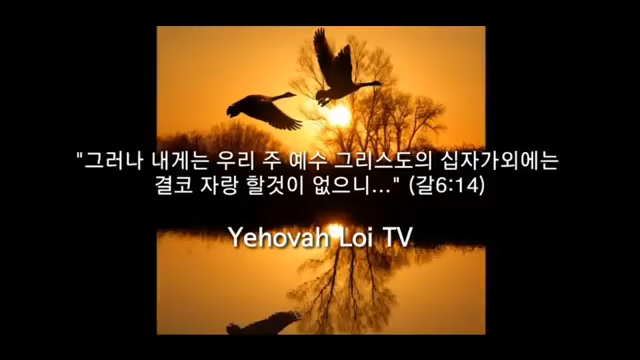 "그러나 내게는 우리 주 예수 그리스도의 십자가외에는
결코 자랑 할것이 없으니..." (갈6:14)
Yehovah Loi TV